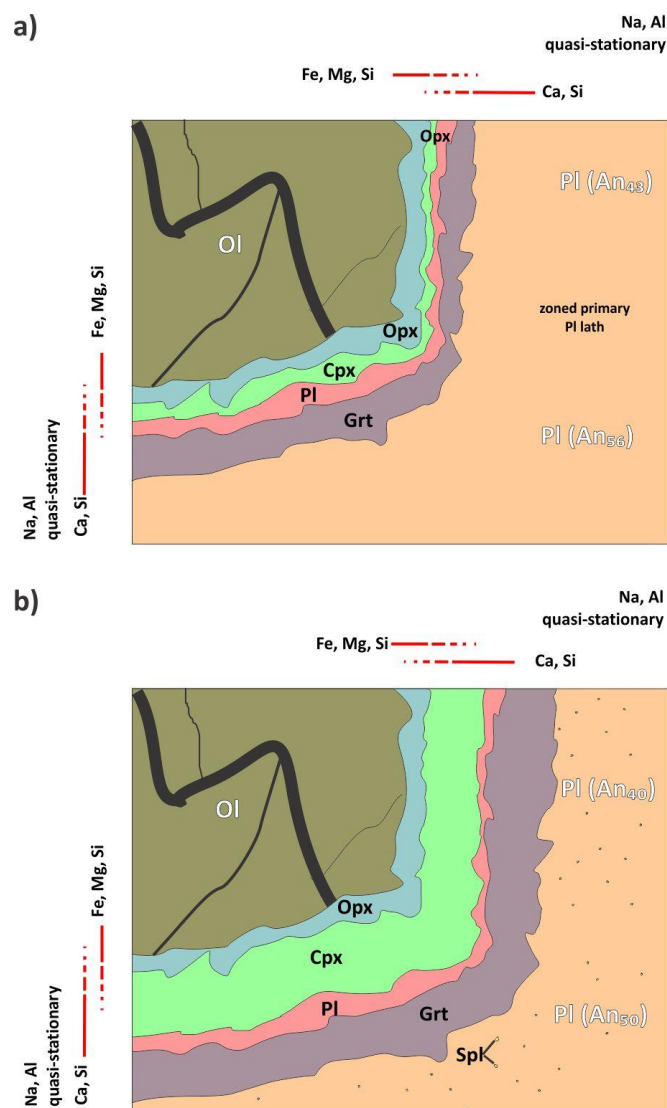 a)
Na, Al
quasi-stationary
Fe, Mg, Si
Ca, Si
Opx
Pl (An₄₃)
Ol
Fe, Mg, Si
zoned primary
Pl lath
Opx
Cpx
Pl
Grt
Pl (An₅₆)
Na, Al
quasi-stationary
Ca, Si
b)
Na, Al
quasi-stationary
Fe, Mg, Si
Ca, Si
Pl (An₄₀)
Ol
Fe, Mg, Si
Opx
Cpx
Pl
Grt
Pl (An₅₀)
Spl
Na, Al
quasi-stationary
Ca, Si